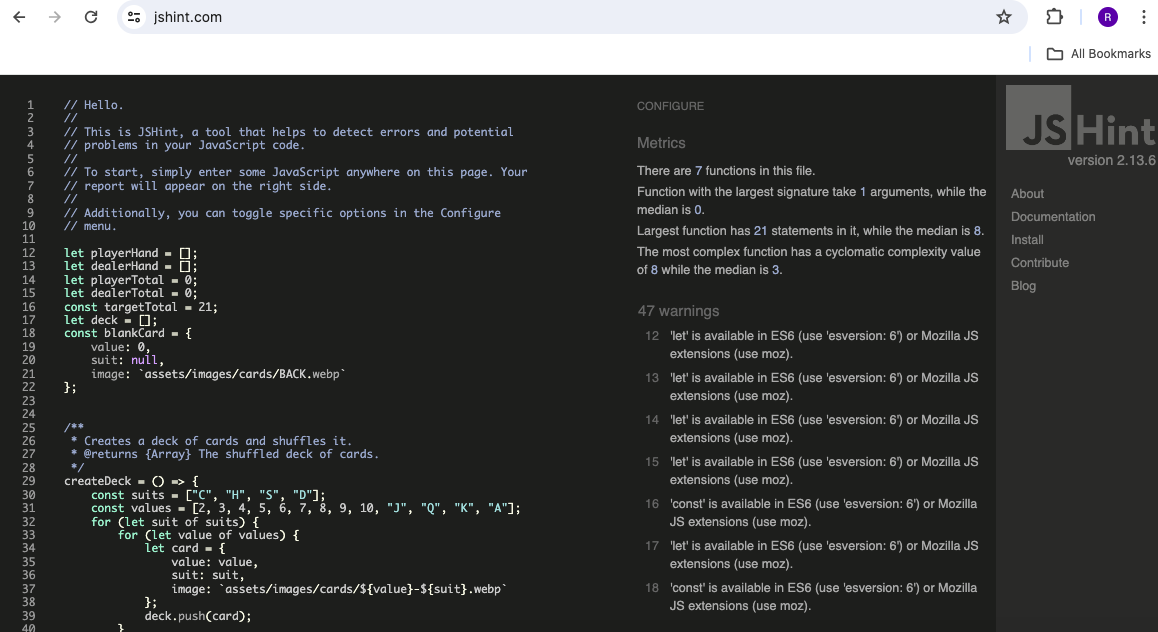 jshint.com
R
All Bookmarks
1 // Hello.
2 //
3 // This is JSHint, a tool that helps to detect errors and potential
4 // problems in your JavaScript code.
5 //
6 // To start, simply enter some JavaScript anywhere on this page. Your
7 // report will appear on the right side.
8 //
9 // Additionally, you can toggle specific options in the Configure
10 // menu.
11
12 let playerHand = [];
13 let dealerHand = [];
14 let playerTotal = 0;
15 let dealerTotal = 0;
16 const targetTotal = 21;
17 let deck = [];
18 const blankCard = {
19     value: 0,
20     suit: null,
21     image: `assets/images/cards/BACK.webp`
22 };
23
24
25 /**
26  * Creates a deck of cards and shuffles it.
27  * @returns {Array} The shuffled deck of cards.
28  */
29 createDeck = () => {
30     const suits = ["C", "H", "S", "D"];
31     const values = [2, 3, 4, 5, 6, 7, 8, 9, 10, "J", "Q", "K", "A"];
32     for (let suit of suits) {
33         for (let value of values) {
34             let card = {
35                 value: value,
36                 suit: suit,
37                 image: `assets/images/cards/${value}-${suit}.webp`
38             };
39             deck.push(card);
40         }
CONFIGURE
Metrics
There are 7 functions in this file.
Function with the largest signature take 1 arguments, while the
median is 0.
Largest function has 21 statements in it, while the median is 8.
The most complex function has a cyclomatic complexity value
of 8 while the median is 3.
47 warnings
12 'let' is available in ES6 (use 'esversion: 6') or Mozilla JS
extensions (use moz).
13 'let' is available in ES6 (use 'esversion: 6') or Mozilla JS
extensions (use moz).
14 'let' is available in ES6 (use 'esversion: 6') or Mozilla JS
extensions (use moz).
15 'let' is available in ES6 (use 'esversion: 6') or Mozilla JS
extensions (use moz).
16 'const' is available in ES6 (use 'esversion: 6') or Mozilla
JS extensions (use moz).
17 'let' is available in ES6 (use 'esversion: 6') or Mozilla JS
extensions (use moz).
18 'const' is available in ES6 (use 'esversion: 6') or Mozilla
JS extensions (use moz).
JSHint
version 2.13.6
About
Documentation
Install
Contribute
Blog